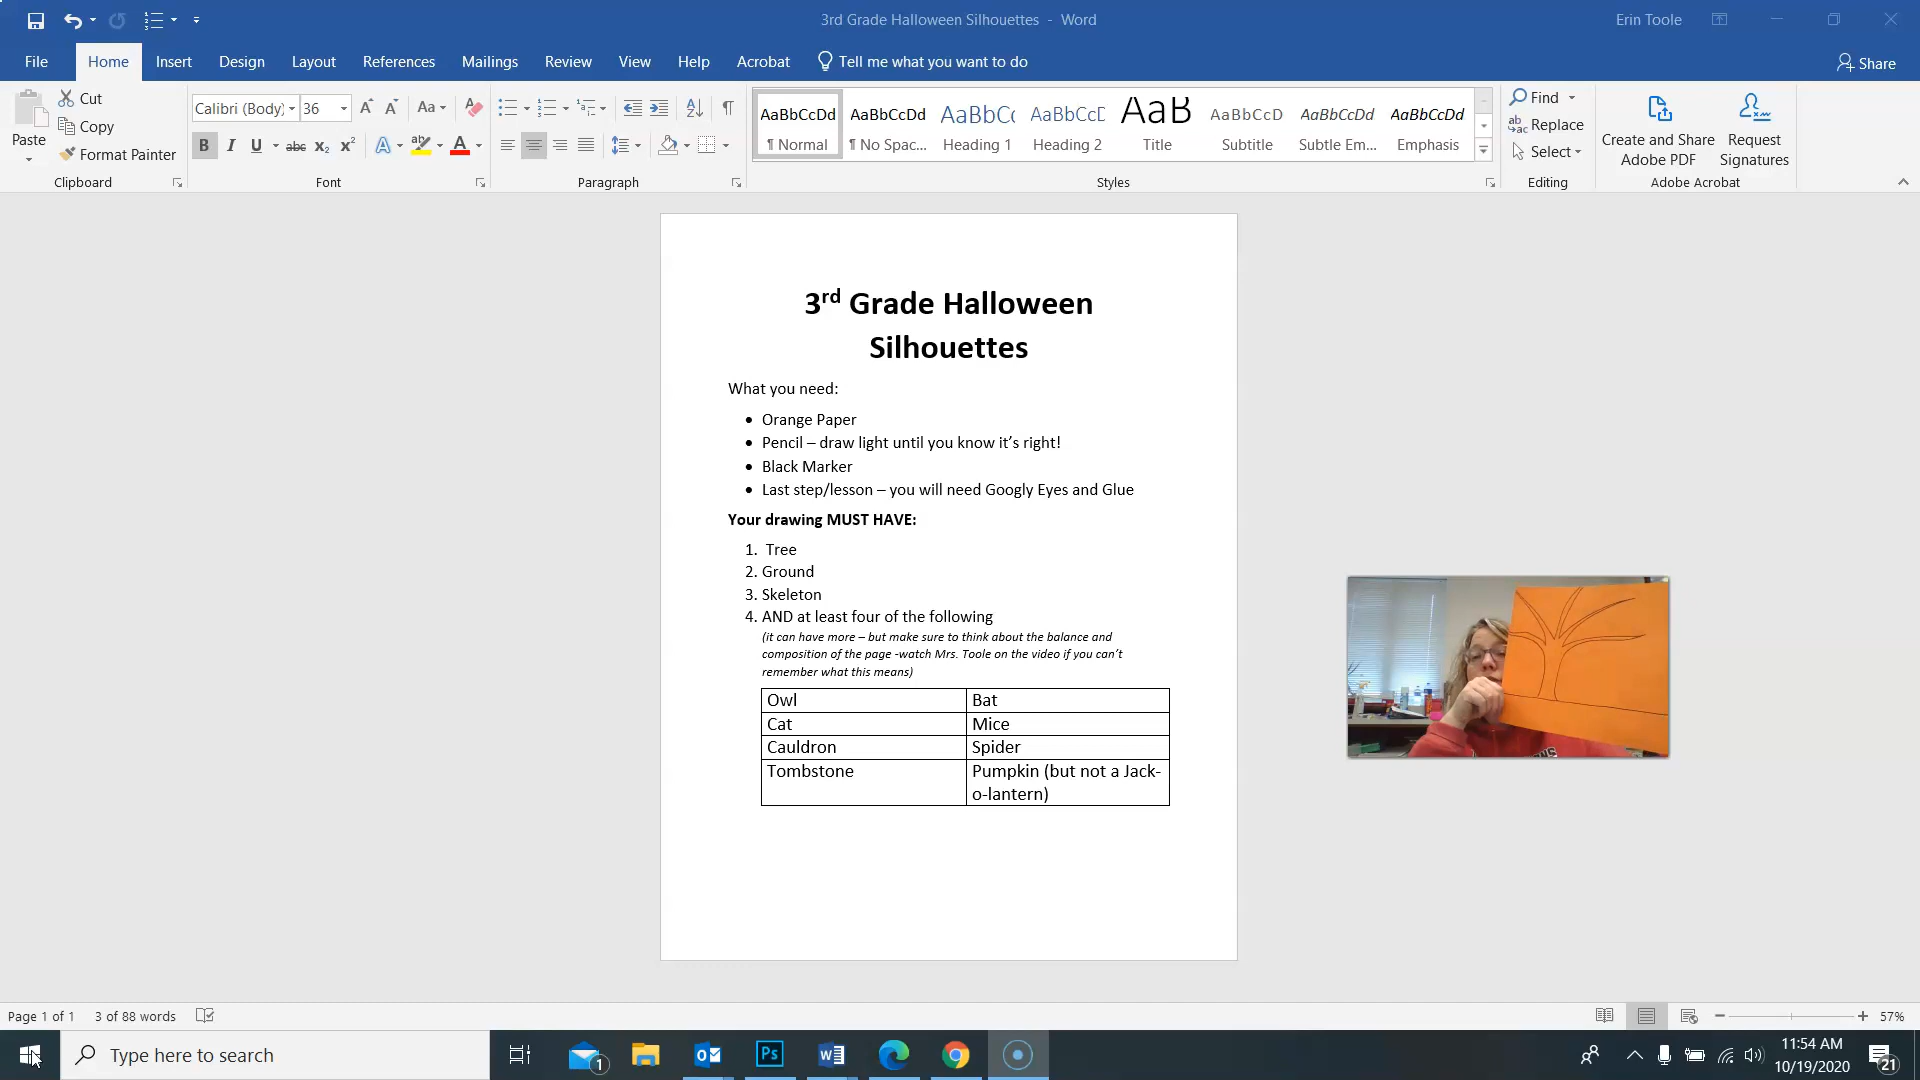 3rd Grade Halloween Silhouettes - Word
Erin Toole
File Home Insert Design Layout References Mailings Review View Help Acrobat Tell me what you want to do
Share
Paste
Cut
Copy
Format Painter
Clipboard
Calibri (Body) 36
Font
Paragraph
AaBbCcDd AaBbCcDd AaBbCc AaBbCcD AaB AaBbCcD AaBbCcDd AaBbCcDd
¶ Normal ¶ No Spac... Heading 1 Heading 2 Title Subtitle Subtle Em... Emphasis
Styles
Find
Replace
Select
Editing
Create and Share
Adobe PDF
Request
Signatures
Adobe Acrobat
3rd Grade Halloween
Silhouettes
What you need:
• Orange Paper
• Pencil – draw light until you know it’s right!
• Black Marker
• Last step/lesson – you will need Googly Eyes and Glue
Your drawing MUST HAVE:
1. Tree
2. Ground
3. Skeleton
4. AND at least four of the following
(it can have more – but make sure to think about the balance and
composition of the page -watch Mrs. Toole on the video if you can’t
remember what this means)
Owl Bat
Cat Mice
Cauldron Spider
Tombstone Pumpkin (but not a Jack-
o-lantern)
Page 1 of 1 3 of 88 words
57%
Type here to search
1
Ps
11:54 AM
10/19/2020
21